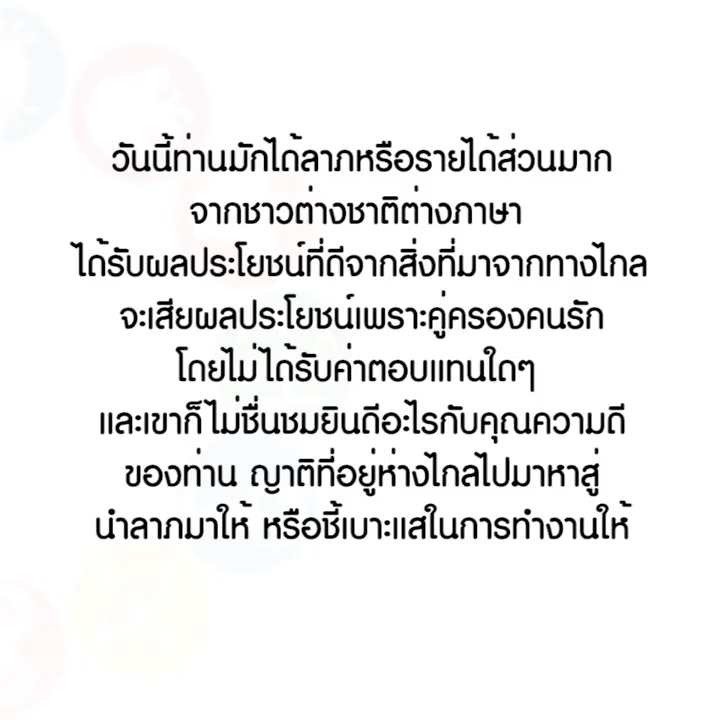 วันนี้ท่านมักได้ลาภหรือรายได้ส่วนมาก
จากชาวต่างชาติต่างภาษา
ได้รับผลประโยชน์ที่ดีจากสิ่งที่มาจากทางไกล
จะเสียผลประโยชน์เพราะคู่ครองคนรัก
โดยไม่ได้รับค่าตอบแทนใดๆ
และเขาก็ไม่ชื่นชมยินดีอะไรกับคุณความดี
ของท่าน ญาติที่อยู่ห่างไกลไปมาหาสู่
นำลาภมาให้ หรือชี้เบาะแสในการทำงานให้